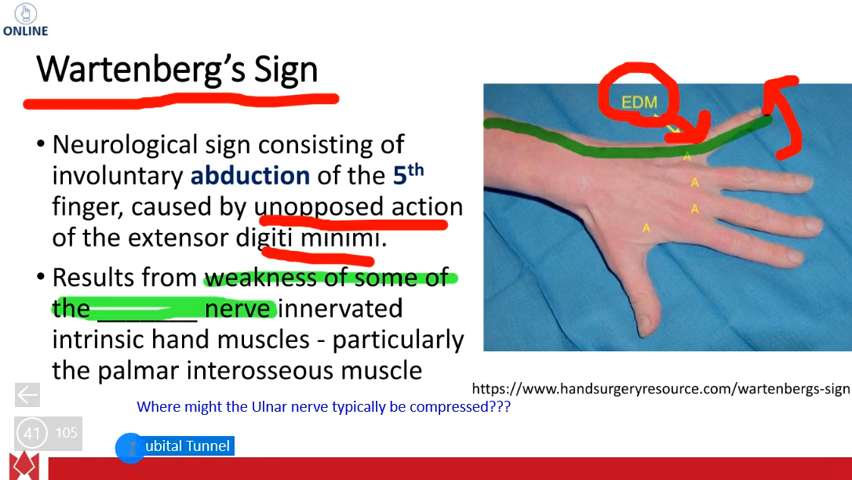 ONLINE
Wartenberg's Sign
EDM
• Neurological sign consisting of
involuntary abduction of the 5th
finger, caused by unopposed action
of the extensor digiti minimi.
• Results from weakness of some of
the ________ nerve innervated
intrinsic hand muscles - particularly
the palmar interosseous muscle
A
A
A
A
https://www.handsurgeryresource.com/wartenbergs-sign
Where might the Ulnar nerve typically be compressed???
41 105
ubital Tunnel